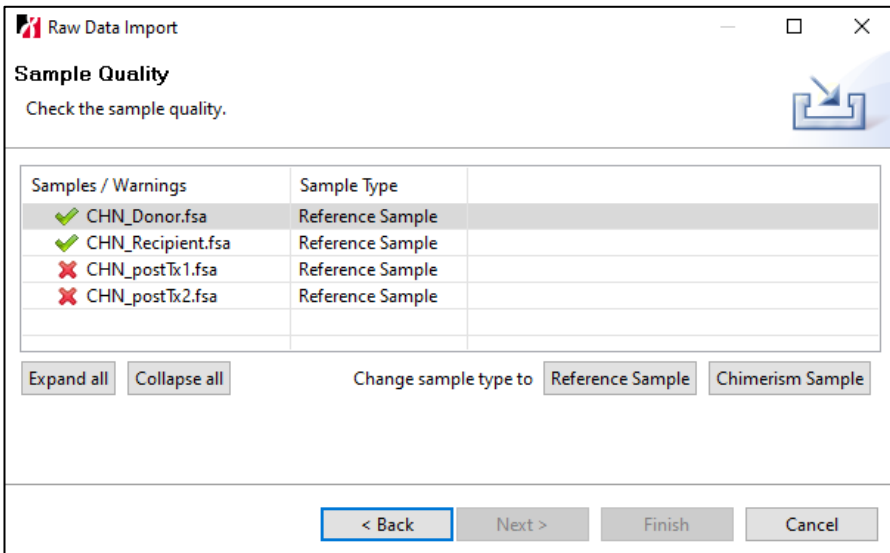 Raw Data Import
Sample Quality
Check the sample quality.
Samples / Warnings Sample Type
CHN_Donor.fsa Reference Sample
CHN_Recipient.fsa Reference Sample
CHN_postTx1.fsa Reference Sample
CHN_postTx2.fsa Reference Sample
Expand all Collapse all Change sample type to Reference Sample Chimerism Sample
< Back Next > Finish Cancel